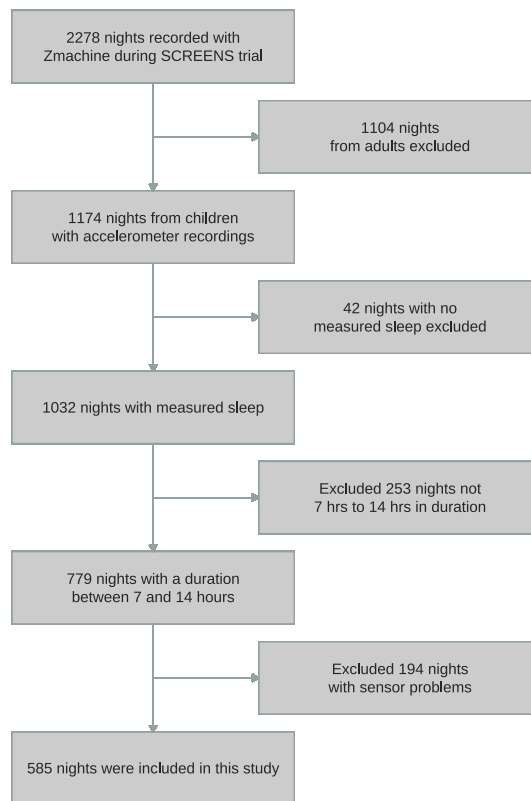 2278 nights recorded with
Zmachine during SCREENS trial
1104 nights
from adults excluded
1174 nights from children
with accelerometer recordings
42 nights with no
measured sleep excluded
1032 nights with measured sleep
Excluded 253 nights not
7 hrs to 14 hrs in duration
779 nights with a duration
between 7 and 14 hours
Excluded 194 nights
with sensor problems
585 nights were included in this study